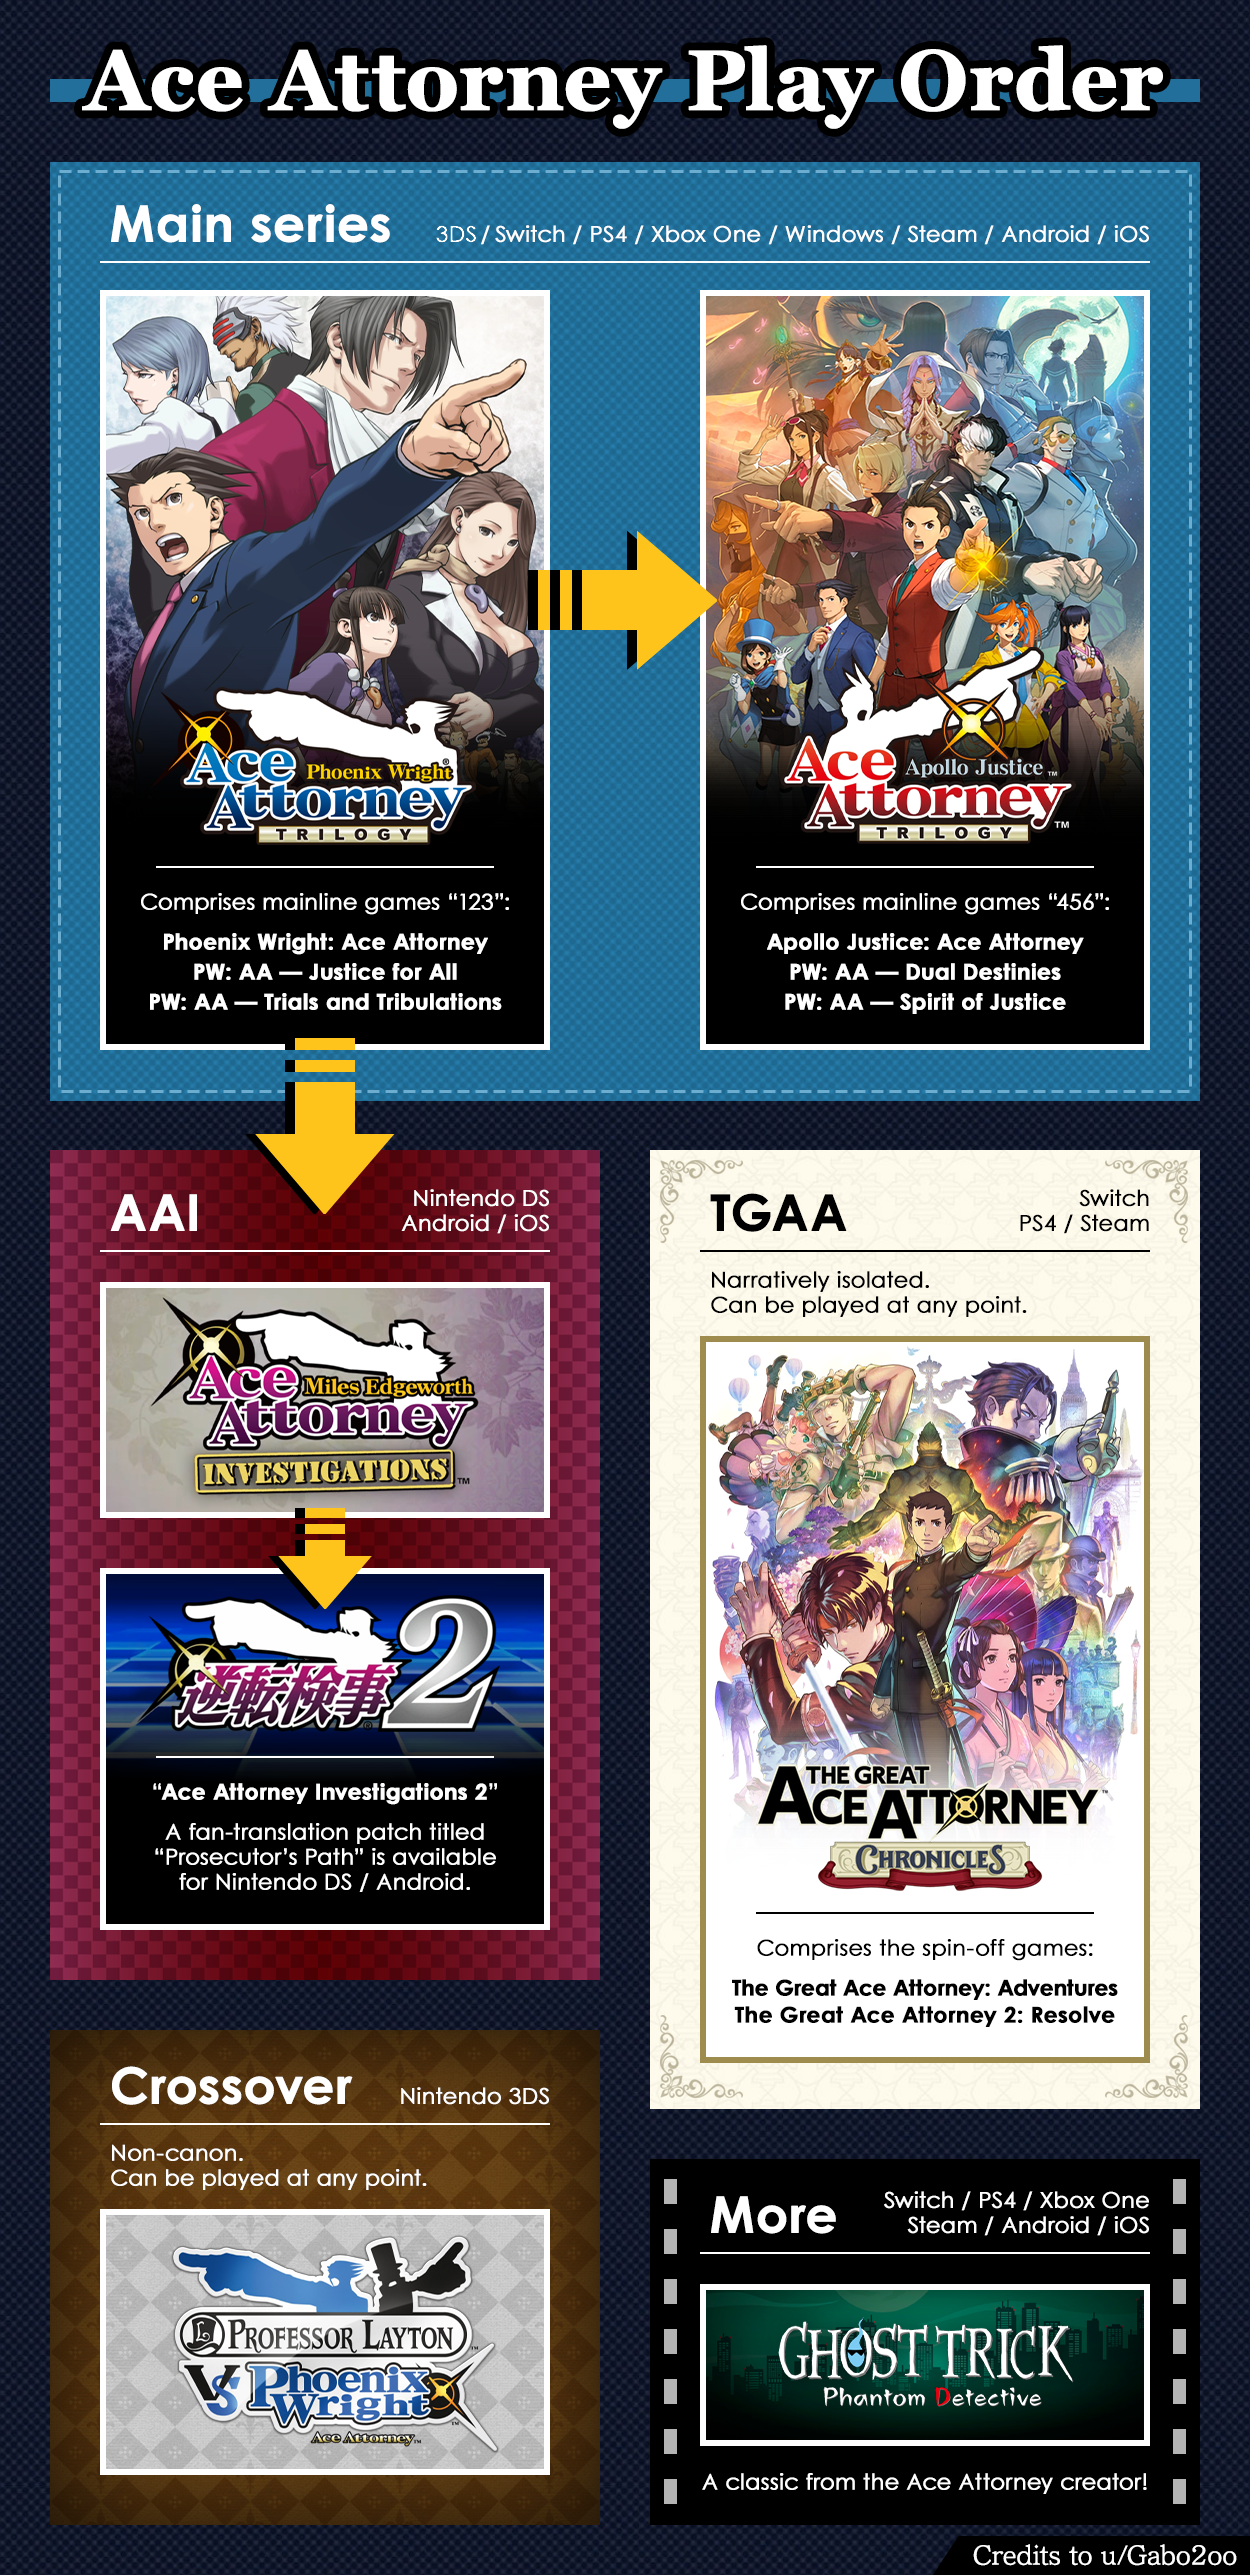 Ace Attorney Play Order
Main series
3DS / Switch / PS4 / Xbox One / Windows / Steam / Android / iOS
Ace Phoenix Wright®
Attorney
TRILOGY
Comprises mainline games “123”:
Phoenix Wright: Ace Attorney
PW: AA — Justice for All
PW: AA — Trials and Tribulations
Ace Apollo Justice™
Attorney™
TRILOGY
Comprises mainline games “456”:
Apollo Justice: Ace Attorney
PW: AA — Dual Destinies
PW: AA — Spirit of Justice
AAI
Nintendo DS
Android / iOS
Ace Miles Edgeworth
Attorney
INVESTIGATIONS™
逆転検事2
“Ace Attorney Investigations 2”
A fan-translation patch titled
“Prosecutor’s Path” is available
for Nintendo DS / Android.
TGAA
Switch
PS4 / Steam
Narratively isolated.
Can be played at any point.
THE GREAT
ACE ATTORNEY™
CHRONICLES
Comprises the spin-off games:
The Great Ace Attorney: Adventures
The Great Ace Attorney 2: Resolve
Crossover
Nintendo 3DS
Non-canon.
Can be played at any point.
PROFESSOR LAYTON™
VS Phoenix
Wright™
Ace Attorney™
More
Switch / PS4 / Xbox One
Steam / Android / iOS
GHOST TRICK
Phantom Detective
A classic from the Ace Attorney creator!
Credits to u/Gabo2oo